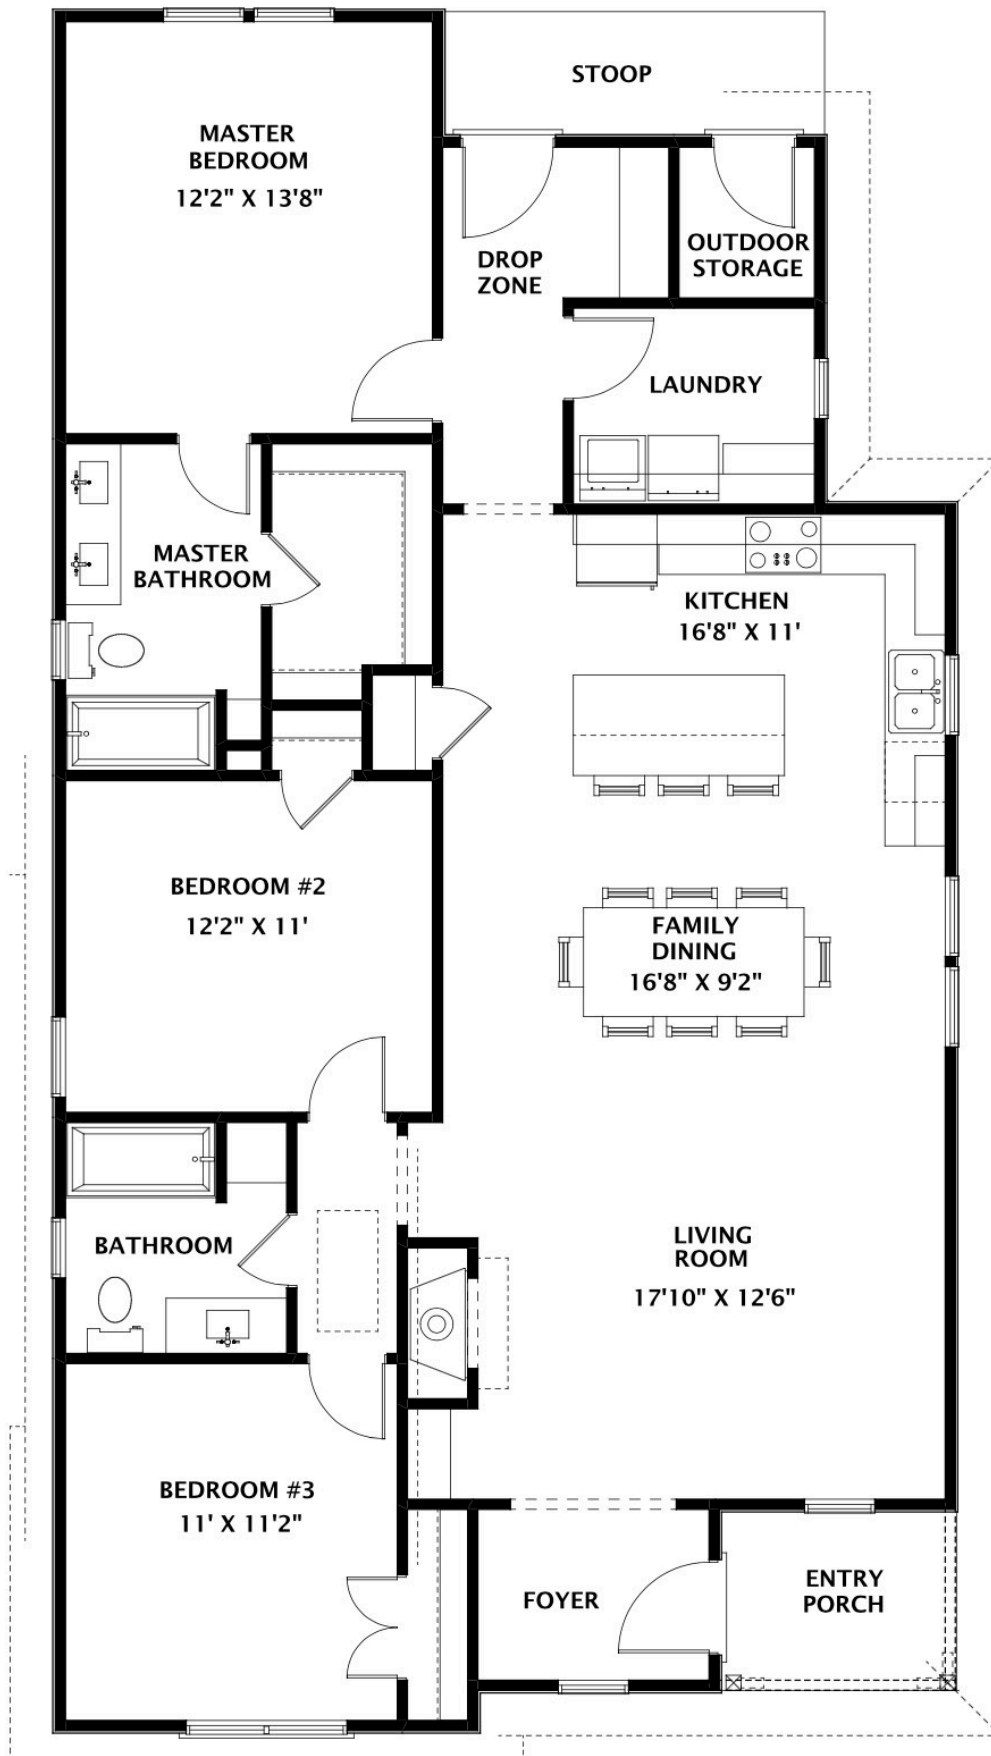 STOOP
MASTER
BEDROOM
12'2" X 13'8"
DROP
ZONE
OUTDOOR
STORAGE
LAUNDRY
MASTER
BATHROOM
KITCHEN
16'8" X 11'
BEDROOM #2
12'2" X 11'
FAMILY
DINING
16'8" X 9'2"
BATHROOM
LIVING
ROOM
17'10" X 12'6"
BEDROOM #3
11' X 11'2"
FOYER
ENTRY
PORCH